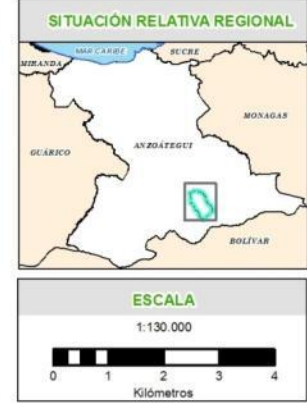 SITUACIÓN RELATIVA REGIONAL
MAR CARIBE
SUCRE
MIRANDA
MONAGAS
GUÁRICO
ANZOÁTEGUI
BOLÍVAR
ESCALA
1:130.000
0 1 2 3 4
Kilómetros